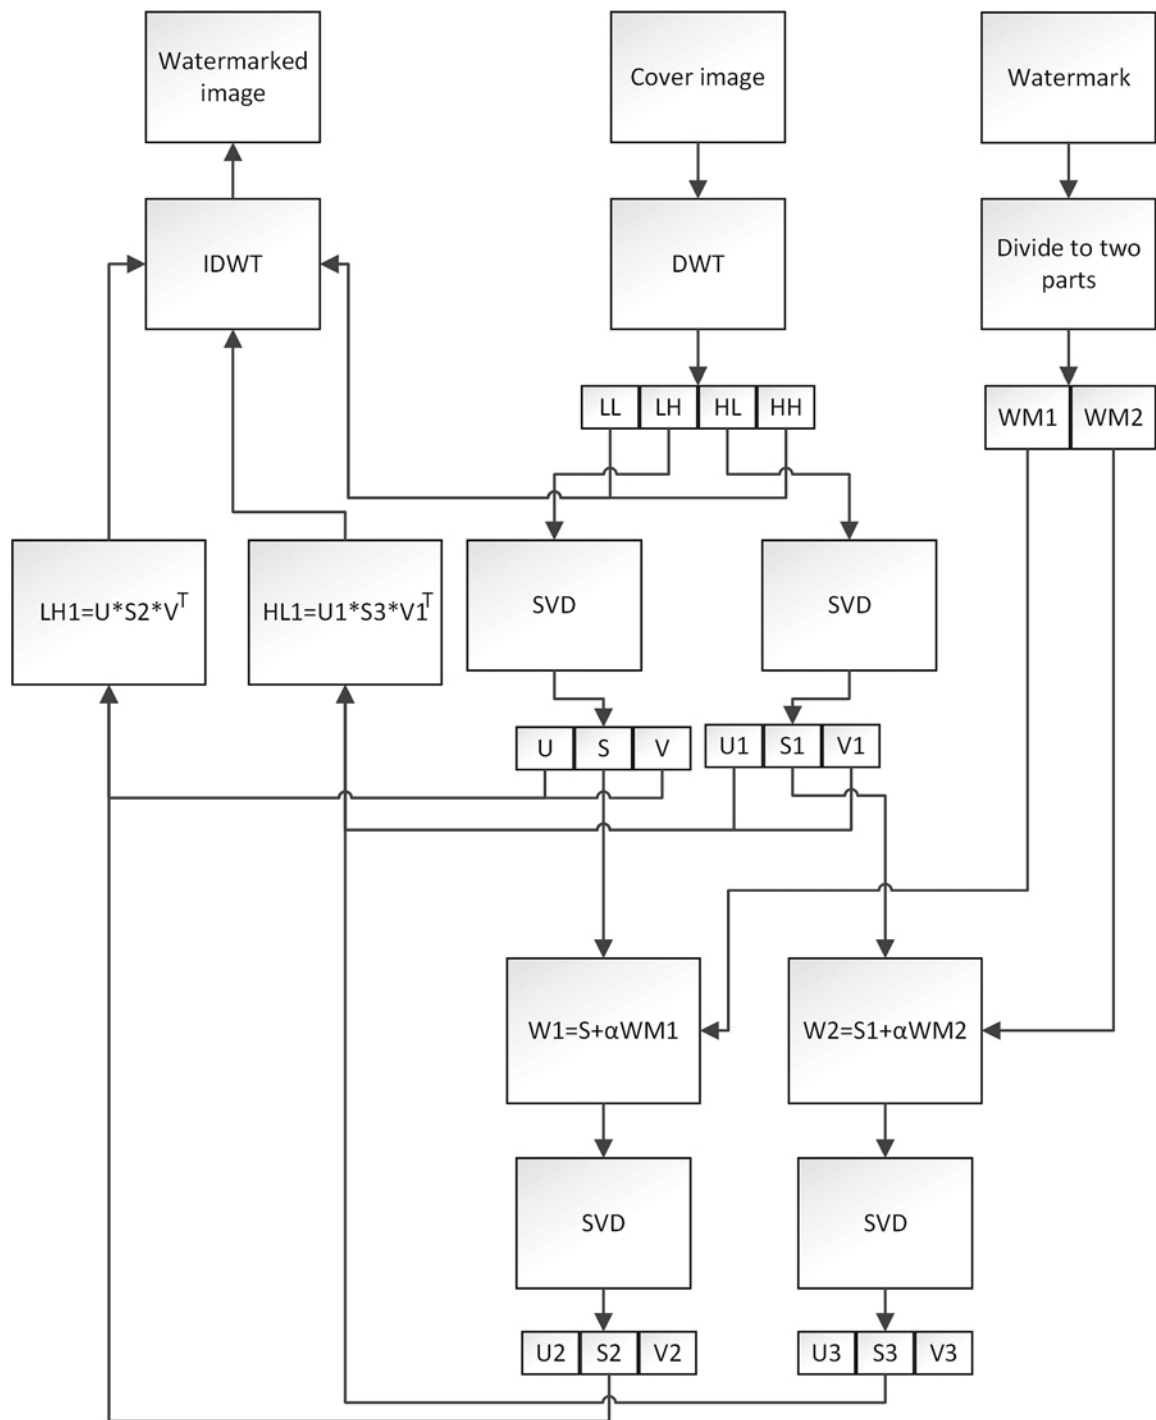 Watermarked
image
Cover image
Watermark
IDWT
DWT
Divide to two
parts
LL LH HL HH
WM1 WM2
LH1=U*S2*V^T
HL1=U1*S3*V1^T
SVD
SVD
U S V
U1 S1 V1
W1=S+αWM1
W2=S1+αWM2
SVD
SVD
U2 S2 V2
U3 S3 V3